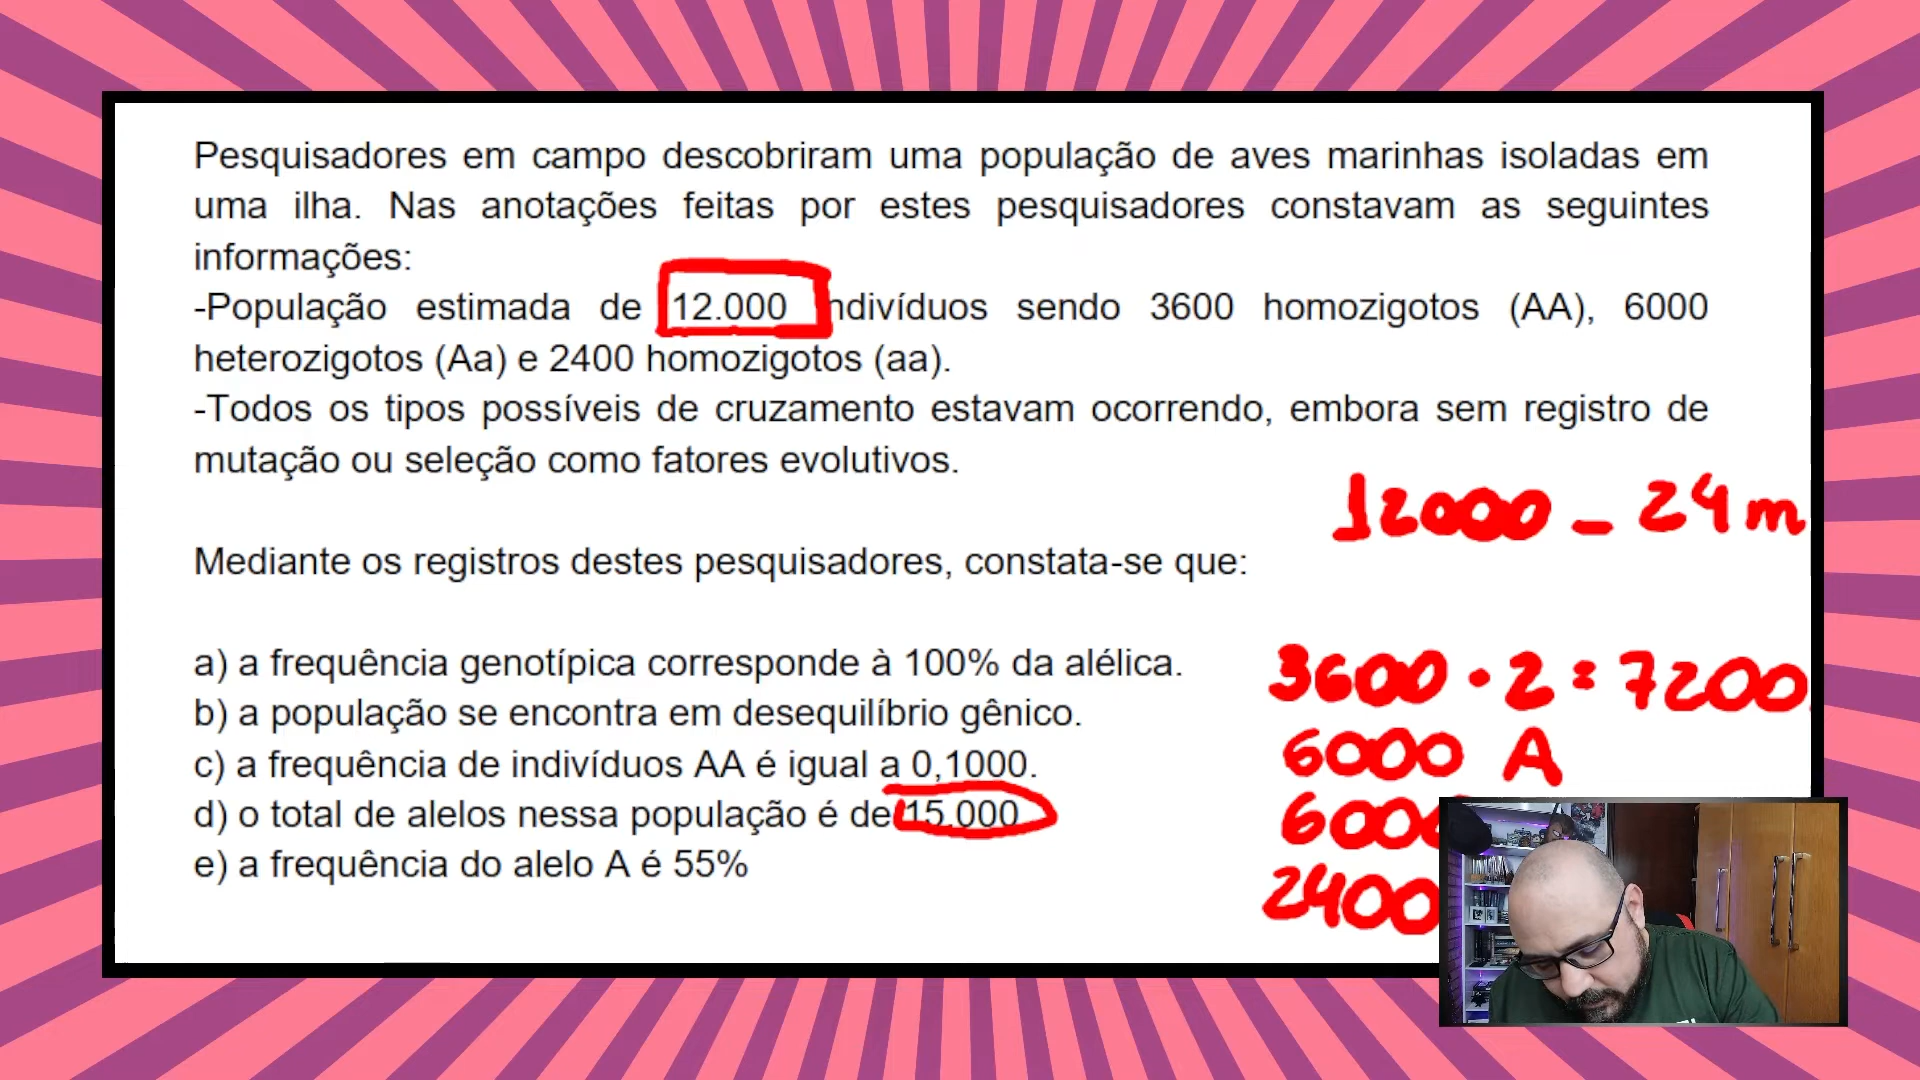 Pesquisadores em campo descobriram uma população de aves marinhas isoladas em
uma ilha. Nas anotações feitas por estes pesquisadores constavam as seguintes
informações:
-População estimada de 12.000 indivíduos sendo 3600 homozigotos (AA), 6000
heterozigotos (Aa) e 2400 homozigotos (aa).
-Todos os tipos possíveis de cruzamento estavam ocorrendo, embora sem registro de
mutação ou seleção como fatores evolutivos.
12000 - 24m
Mediante os registros destes pesquisadores, constata-se que:
a) a frequência genotípica corresponde à 100% da alélica.
3600 · 2 = 7200
b) a população se encontra em desequilíbrio gênico.
6000 A
c) a frequência de indivíduos AA é igual a 0,1000.
d) o total de alelos nessa população é de 15.000
6000
e) a frequência do alelo A é 55%
2400